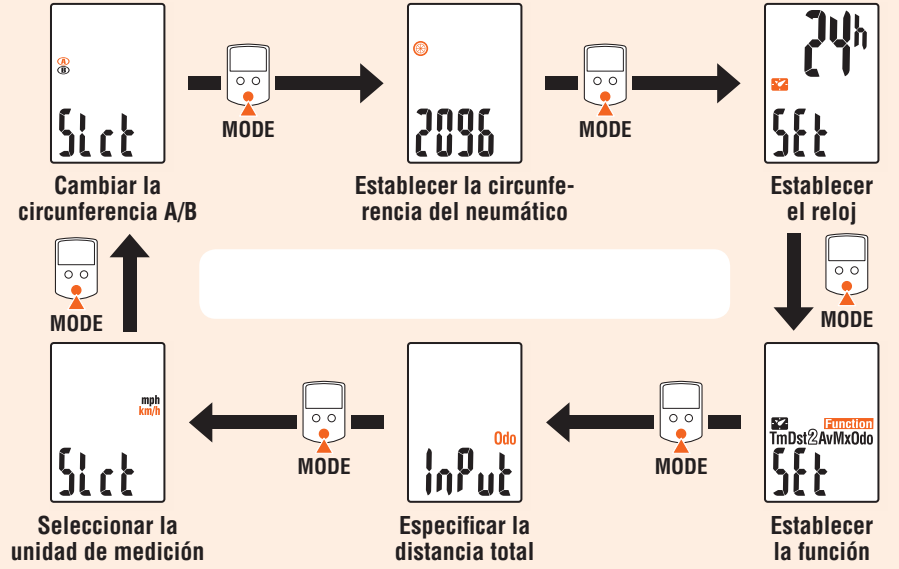 A
B
SLct
MODE
Cambiar la
circunferencia A/B
2096
MODE
Establecer la circunfe-
rencia del neumático
24h
SEt
Establecer
el reloj
MODE
MODE
mph
km/h
SLct
Seleccionar la
unidad de medición
MODE
Odo
InPut
Especificar la
distancia total
MODE
Function
TmDst2AvMxOdo
SEt
Establecer
la función